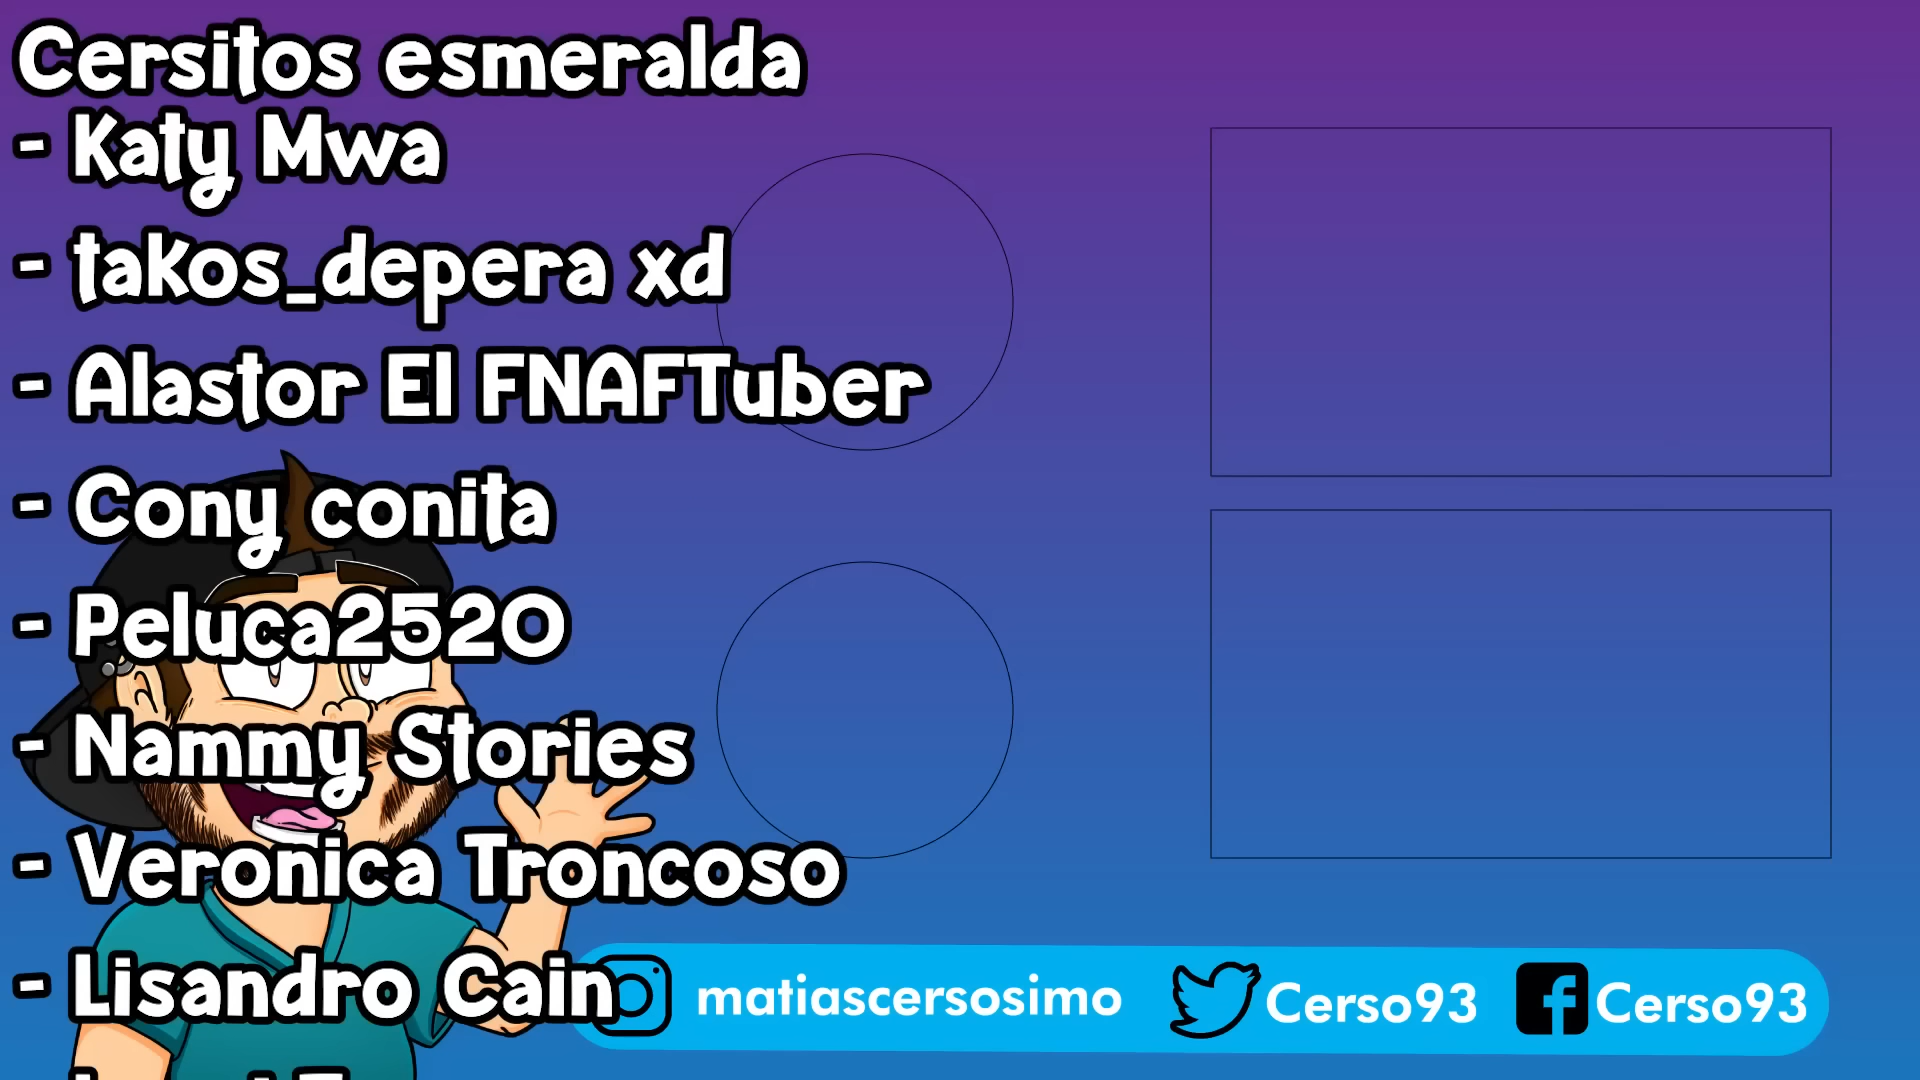 Cersitos esmeralda
- Katy Mwa
- takos_depera xd
- Alastor El FNAFTuber
- Cony conita
- Peluca2520
- Nammy Stories
- Veronica Troncoso
- Lisandro Cain
matiascersosimo
Cerso93
Cerso93